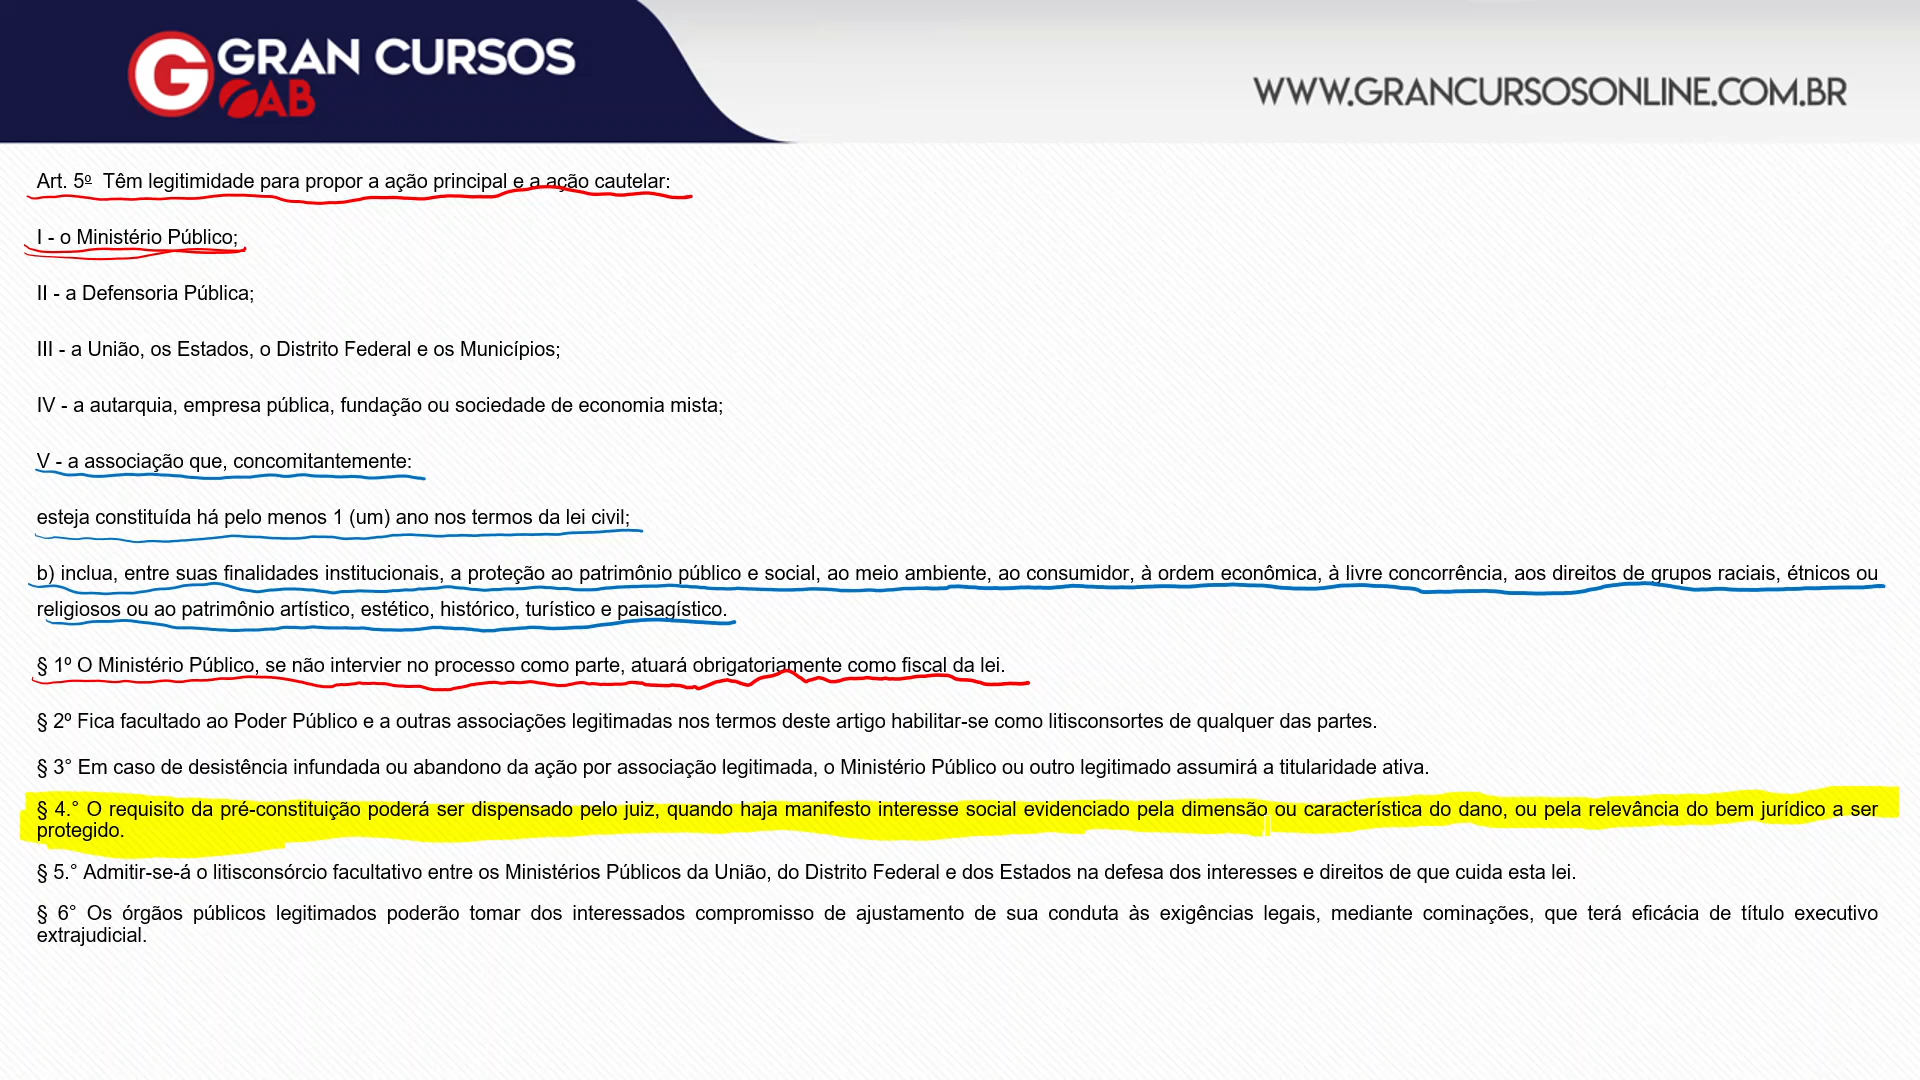 GRAN CURSOS
OAB
WWW.GRANCURSOSONLINE.COM.BR
Art. 5º  Têm legitimidade para propor a ação principal e a ação cautelar:
I - o Ministério Público;
II - a Defensoria Pública;
III - a União, os Estados, o Distrito Federal e os Municípios;
IV - a autarquia, empresa pública, fundação ou sociedade de economia mista;
V - a associação que, concomitantemente:
esteja constituída há pelo menos 1 (um) ano nos termos da lei civil;
b) inclua, entre suas finalidades institucionais, a proteção ao patrimônio público e social, ao meio ambiente, ao consumidor, à ordem econômica, à livre concorrência, aos direitos de grupos raciais, étnicos ou
religiosos ou ao patrimônio artístico, estético, histórico, turístico e paisagístico.
§ 1º O Ministério Público, se não intervier no processo como parte, atuará obrigatoriamente como fiscal da lei.
§ 2º Fica facultado ao Poder Público e a outras associações legitimadas nos termos deste artigo habilitar-se como litisconsortes de qualquer das partes.
§ 3° Em caso de desistência infundada ou abandono da ação por associação legitimada, o Ministério Público ou outro legitimado assumirá a titularidade ativa.
§ 4.° O requisito da pré-constituição poderá ser dispensado pelo juiz, quando haja manifesto interesse social evidenciado pela dimensão ou característica do dano, ou pela relevância do bem jurídico a ser
protegido.
§ 5.° Admitir-se-á o litisconsórcio facultativo entre os Ministérios Públicos da União, do Distrito Federal e dos Estados na defesa dos interesses e direitos de que cuida esta lei.
§ 6° Os órgãos públicos legitimados poderão tomar dos interessados compromisso de ajustamento de sua conduta às exigências legais, mediante cominações, que terá eficácia de título executivo
extrajudicial.